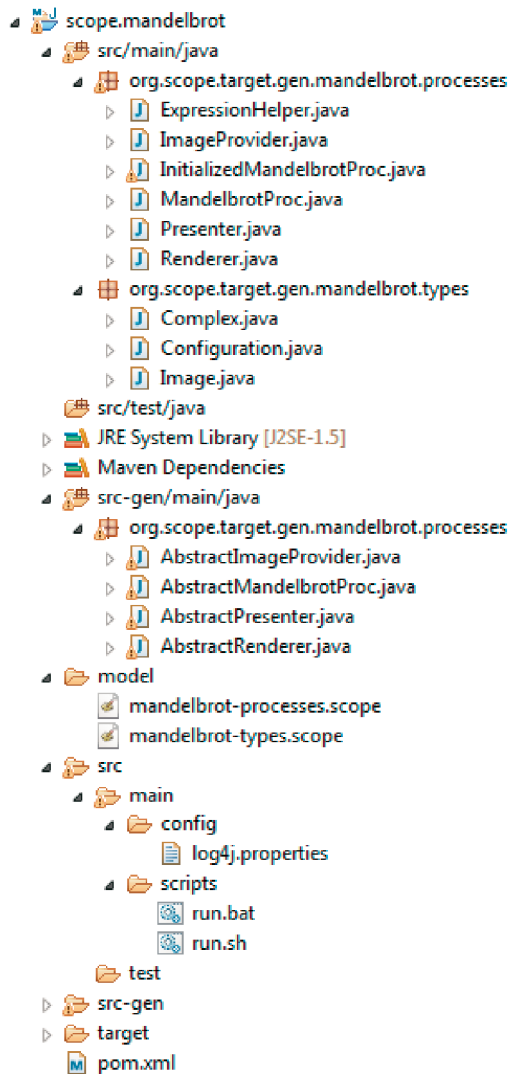 scope.mandelbrot
src/main/java
org.scope.target.gen.mandelbrot.processes
ExpressionHelper.java
ImageProvider.java
InitializedMandelbrotProc.java
MandelbrotProc.java
Presenter.java
Renderer.java
org.scope.target.gen.mandelbrot.types
Complex.java
Configuration.java
Image.java
src/test/java
JRE System Library [J2SE-1.5]
Maven Dependencies
src-gen/main/java
org.scope.target.gen.mandelbrot.processes
AbstractImageProvider.java
AbstractMandelbrotProc.java
AbstractPresenter.java
AbstractRenderer.java
model
mandelbrot-processes.scope
mandelbrot-types.scope
src
main
config
log4j.properties
scripts
run.bat
run.sh
test
src-gen
target
pom.xml